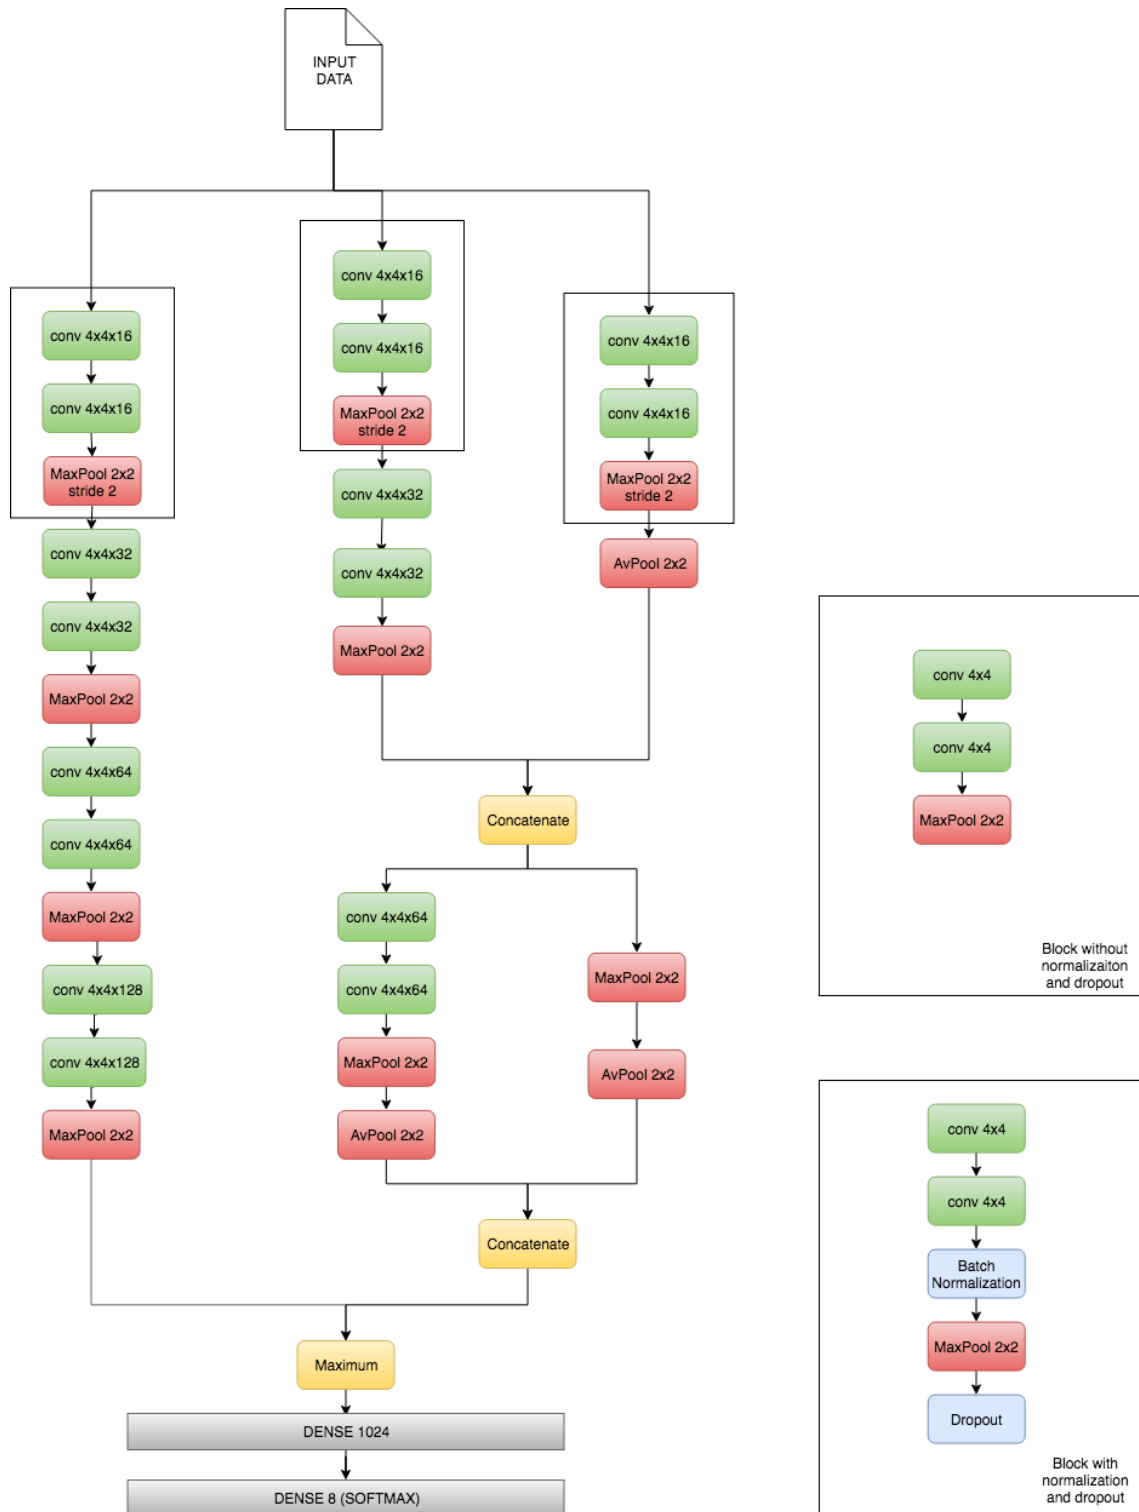 INPUT
DATA
conv 4x4x16
conv 4x4x16
MaxPool 2x2
stride 2
conv 4x4x32
conv 4x4x32
MaxPool 2x2
conv 4x4x64
conv 4x4x64
MaxPool 2x2
conv 4x4x128
conv 4x4x128
MaxPool 2x2
conv 4x4x16
conv 4x4x16
MaxPool 2x2
stride 2
conv 4x4x32
conv 4x4x32
MaxPool 2x2
conv 4x4x16
conv 4x4x16
MaxPool 2x2
stride 2
AvPool 2x2
Concatenate
conv 4x4x64
conv 4x4x64
MaxPool 2x2
AvPool 2x2
MaxPool 2x2
AvPool 2x2
Concatenate
Maximum
DENSE 1024
DENSE 8 (SOFTMAX)
conv 4x4
conv 4x4
MaxPool 2x2
Block without
normalizaiton
and dropout
conv 4x4
conv 4x4
Batch
Normalization
MaxPool 2x2
Dropout
Block with
normalization
and dropout